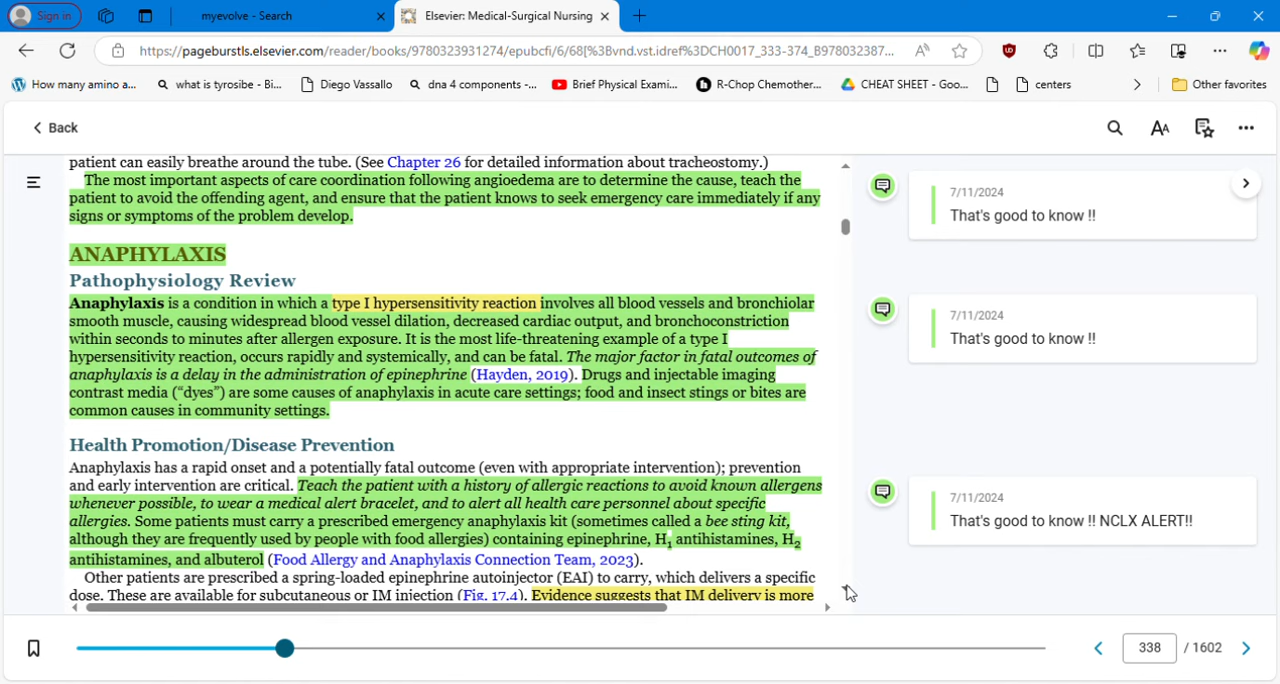 Sign in
myevolve - Search
Elsevier: Medical-Surgical Nursing
https://pageburstls.elsevier.com/reader/books/9780323931274/epubcfi/6/68[%3Bvnd.vst.idref%3DCH0017_333-374_B978032387...
How many amino a...
what is tyrosibe - Bi...
Diego Vassallo
dna 4 components -...
Brief Physical Exami...
R-Chop Chemother...
CHEAT SHEET - Goo...
centers
Other favorites
Back
patient can easily breathe around the tube. (See Chapter 26 for detailed information about tracheostomy.)
The most important aspects of care coordination following angioedema are to determine the cause, teach the
patient to avoid the offending agent, and ensure that the patient knows to seek emergency care immediately if any
signs or symptoms of the problem develop.
ANAPHYLAXIS
Pathophysiology Review
Anaphylaxis is a condition in which a type I hypersensitivity reaction involves all blood vessels and bronchiolar
smooth muscle, causing widespread blood vessel dilation, decreased cardiac output, and bronchoconstriction
within seconds to minutes after allergen exposure. It is the most life-threatening example of a type I
hypersensitivity reaction, occurs rapidly and systemically, and can be fatal. The major factor in fatal outcomes of
anaphylaxis is a delay in the administration of epinephrine (Hayden, 2019). Drugs and injectable imaging
contrast media (“dyes”) are some causes of anaphylaxis in acute care settings; food and insect stings or bites are
common causes in community settings.
Health Promotion/Disease Prevention
Anaphylaxis has a rapid onset and a potentially fatal outcome (even with appropriate intervention); prevention
and early intervention are critical. Teach the patient with a history of allergic reactions to avoid known allergens
whenever possible, to wear a medical alert bracelet, and to alert all health care personnel about specific
allergies. Some patients must carry a prescribed emergency anaphylaxis kit (sometimes called a bee sting kit,
although they are frequently used by people with food allergies) containing epinephrine, H1 antihistamines, H2
antihistamines, and albuterol (Food Allergy and Anaphylaxis Connection Team, 2023).
Other patients are prescribed a spring-loaded epinephrine autoinjector (EAI) to carry, which delivers a specific
dose. These are available for subcutaneous or IM injection (Fig. 17.4). Evidence suggests that IM delivery is more
7/11/2024
That's good to know !!
7/11/2024
That's good to know !!
7/11/2024
That's good to know !! NCLX ALERT!!
338 / 1602